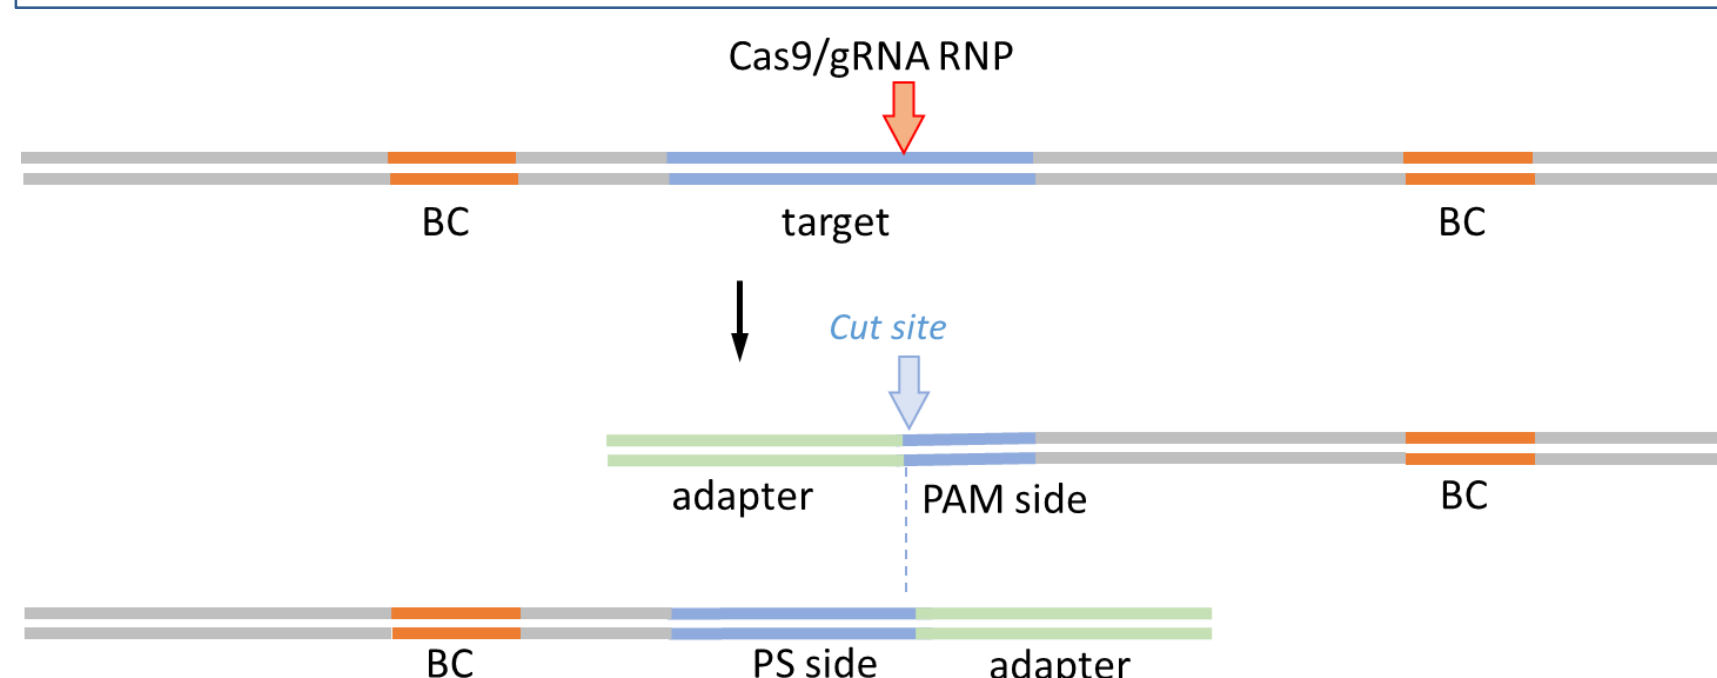 Cas9/gRNA RNP
BC
target
BC
Cut site
adapter
PAM side
BC
BC
PS side
adapter